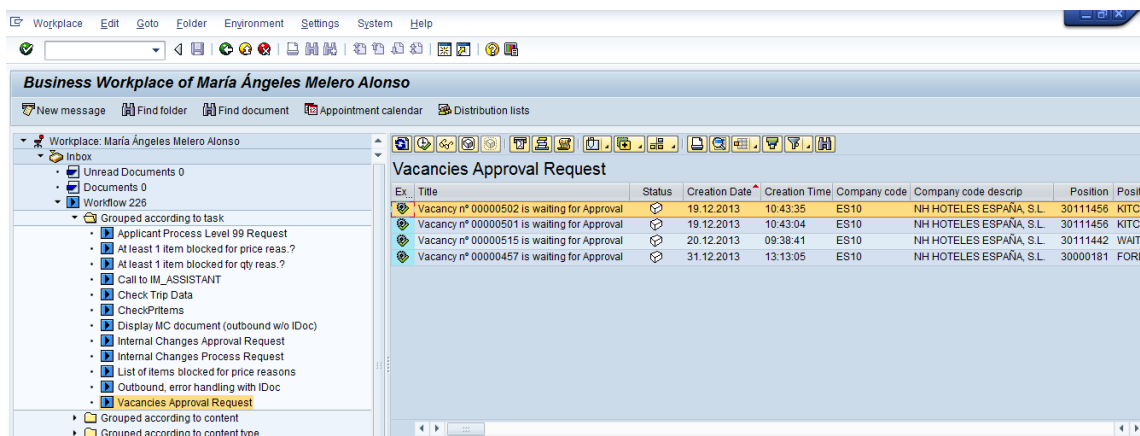 Workplace Edit Goto Folder Environment Settings System Help
Business Workplace of María Ángeles Melero Alonso
New message Find folder Find document Appointment calendar Distribution lists
Workplace: María Ángeles Melero Alonso
Inbox
Unread Documents 0
Documents 0
Workflow 226
Grouped according to task
Applicant Process Level 99 Request
At least 1 item blocked for price reas.?
At least 1 item blocked for qty reas.?
Call to IM_ASSISTANT
Check Trip Data
CheckPrItems
Display MC document (outbound w/o IDoc)
Internal Changes Approval Request
Internal Changes Process Request
List of items blocked for price reasons
Outbound, error handling with IDoc
Vacancies Approval Request
Grouped according to content
Grouped according to content type
Vacancies Approval Request
Ex Title Status Creation Date Creation Time Company code Company code descrip Position Posit
Vacancy nº 00000502 is waiting for Approval 19.12.2013 10:43:35 ES10 NH HOTELES ESPAÑA, S.L. 30111456 KITC
Vacancy nº 00000501 is waiting for Approval 19.12.2013 10:43:04 ES10 NH HOTELES ESPAÑA, S.L. 30111456 KITC
Vacancy nº 00000515 is waiting for Approval 20.12.2013 09:38:41 ES10 NH HOTELES ESPAÑA, S.L. 30111442 WAIT
Vacancy nº 00000457 is waiting for Approval 31.12.2013 13:13:05 ES10 NH HOTELES ESPAÑA, S.L. 30000181 FOR